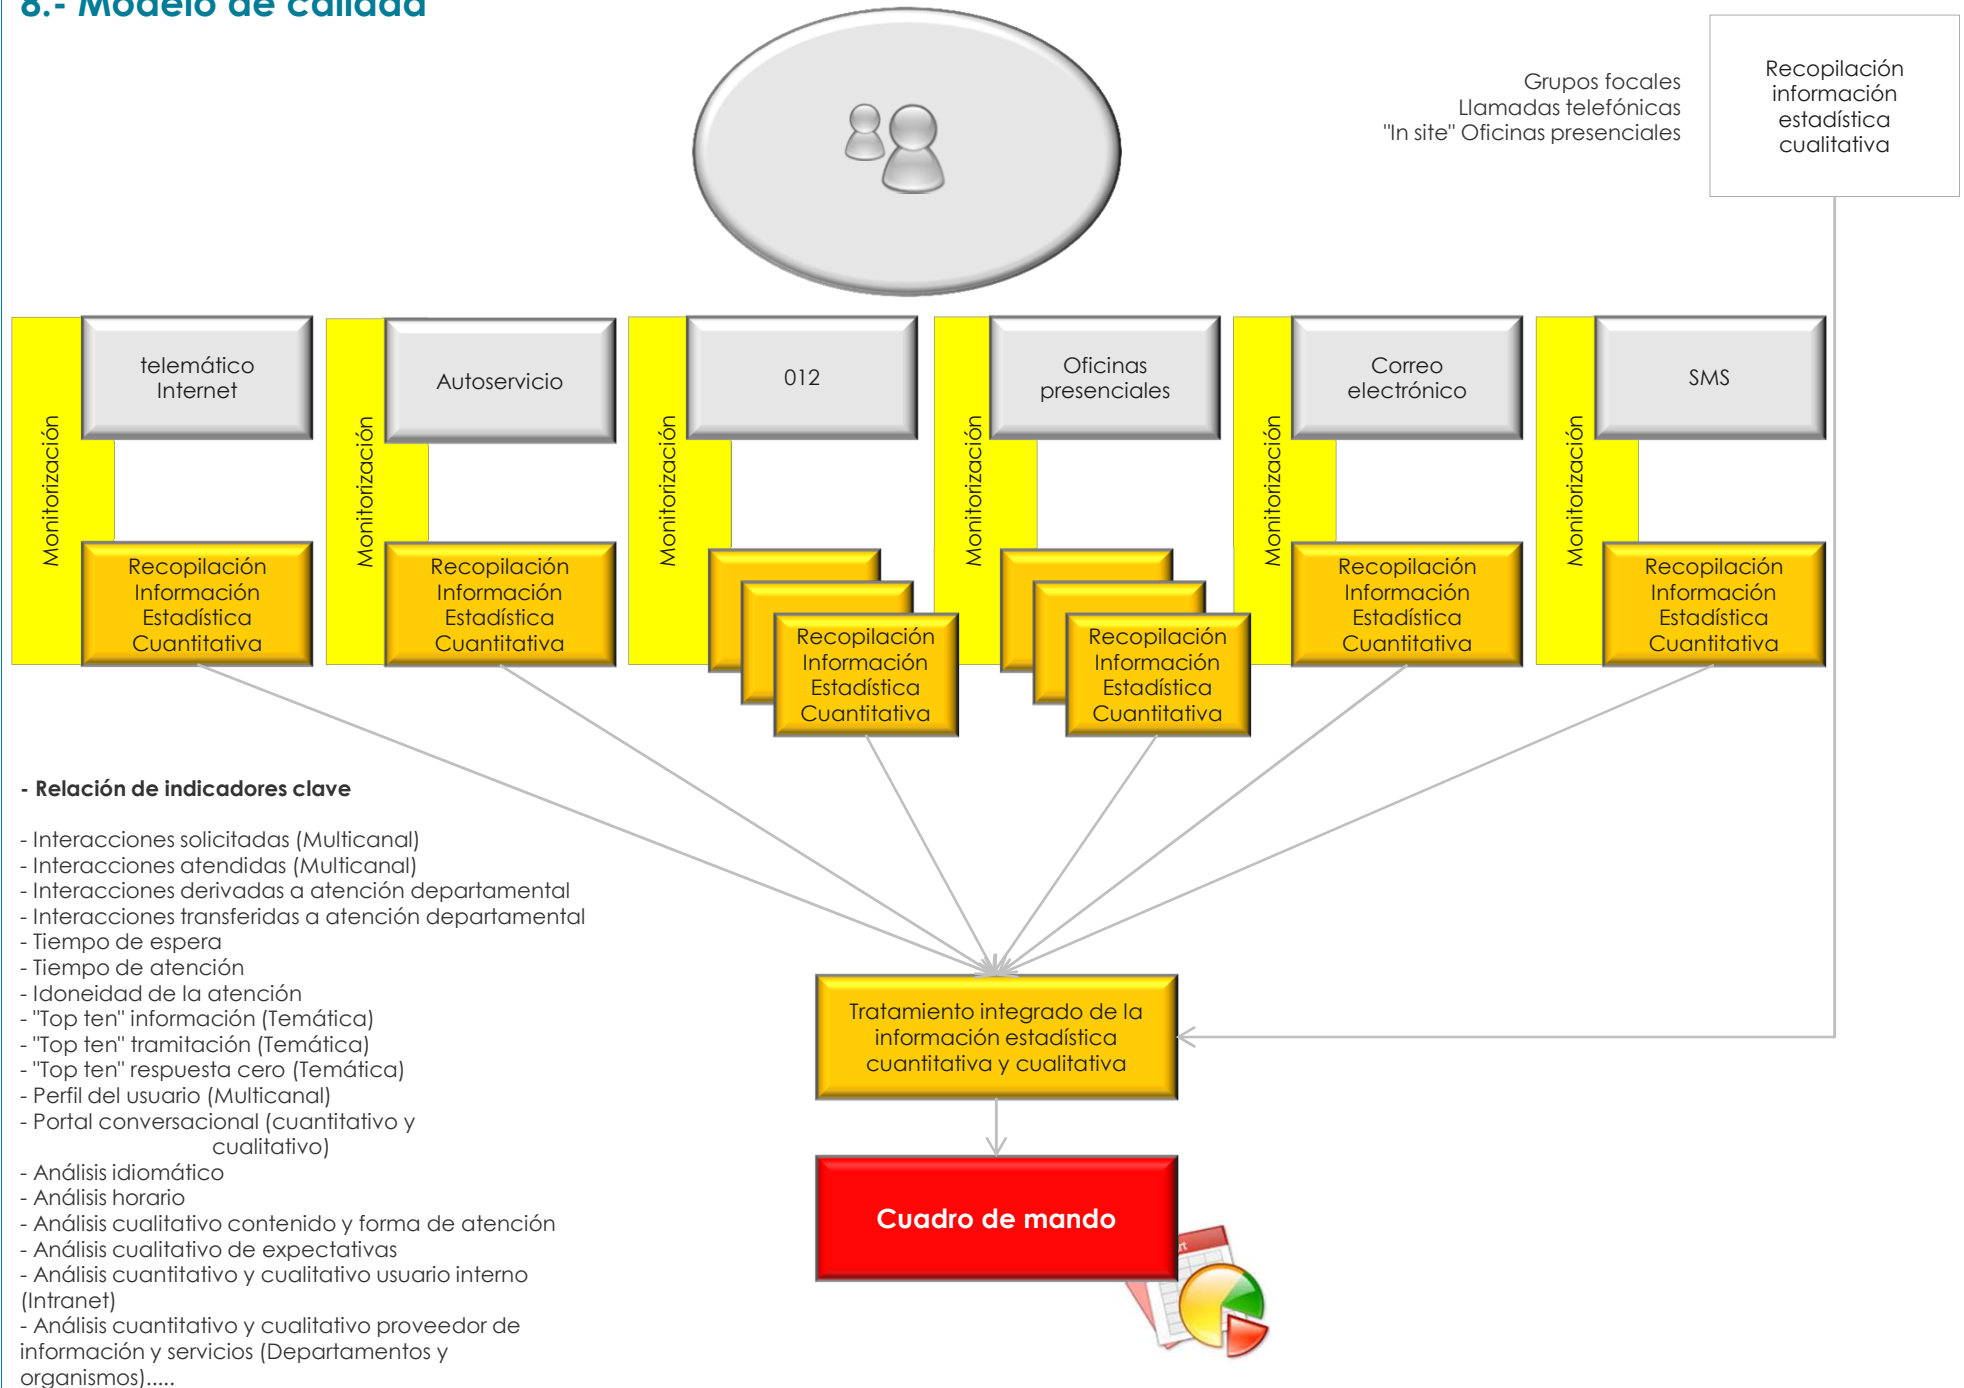 8.- Modelo de calidad
Grupos focales
Llamadas telefónicas
"In site" Oficinas presenciales
Recopilación
información
estadística
cualitativa
Monitorización
telemático
Internet
Monitorización
Autoservicio
Monitorización
012
Monitorización
Oficinas
presenciales
Monitorización
Correo
electrónico
Monitorización
SMS
Recopilación
Información
Estadística
Cuantitativa
Recopilación
Información
Estadística
Cuantitativa
Recopilación
Información
Estadística
Cuantitativa
Recopilación
Información
Estadística
Cuantitativa
Recopilación
Información
Estadística
Cuantitativa
Recopilación
Información
Estadística
Cuantitativa
- Relación de indicadores clave
- Interacciones solicitadas (Multicanal)
- Interacciones atendidas (Multicanal)
- Interacciones derivadas a atención departamental
- Interacciones transferidas a atención departamental
- Tiempo de espera
- Tiempo de atención
- Idoneidad de la atención
- "Top ten" información (Temática)
- "Top ten" tramitación (Temática)
- "Top ten" respuesta cero (Temática)
- Perfil del usuario (Multicanal)
- Portal conversacional (cuantitativo y
cualitativo)
- Análisis idiomático
- Análisis horario
- Análisis cualitativo contenido y forma de atención
- Análisis cualitativo de expectativas
- Análisis cuantitativo y cualitativo usuario interno
(Intranet)
- Análisis cuantitativo y cualitativo proveedor de
información y servicios (Departamentos y
organismos).....
Tratamiento integrado de la
información estadística
cuantitativa y cualitativa
Cuadro de mando